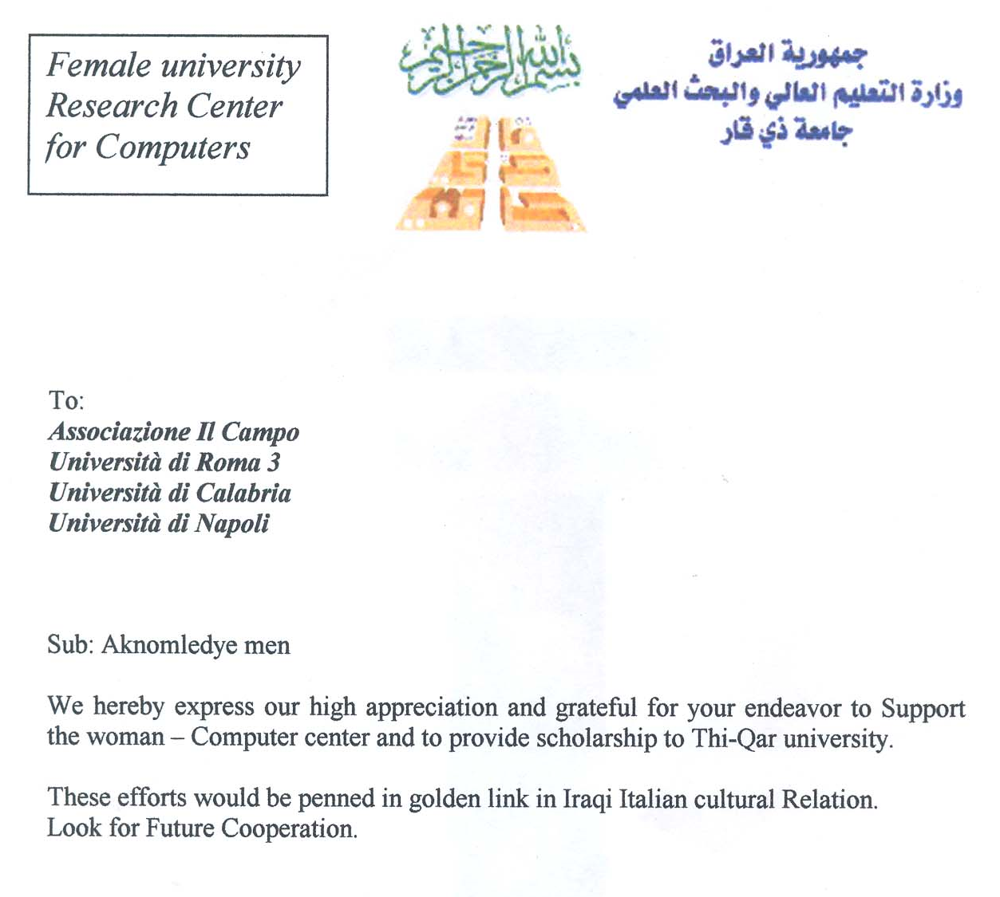 Female university
Research Center
for Computers
بسم الله الرحمن الرحيم
جمهورية العراق
وزارة التعليم العالي والبحث العلمي
جامعة ذي قار
To:
Associazione Il Campo
Università di Roma 3
Università di Calabria
Università di Napoli
Sub: Aknomledye men
We hereby express our high appreciation and grateful for your endeavor to Support
the woman – Computer center and to provide scholarship to Thi-Qar university.
These efforts would be penned in golden link in Iraqi Italian cultural Relation.
Look for Future Cooperation.